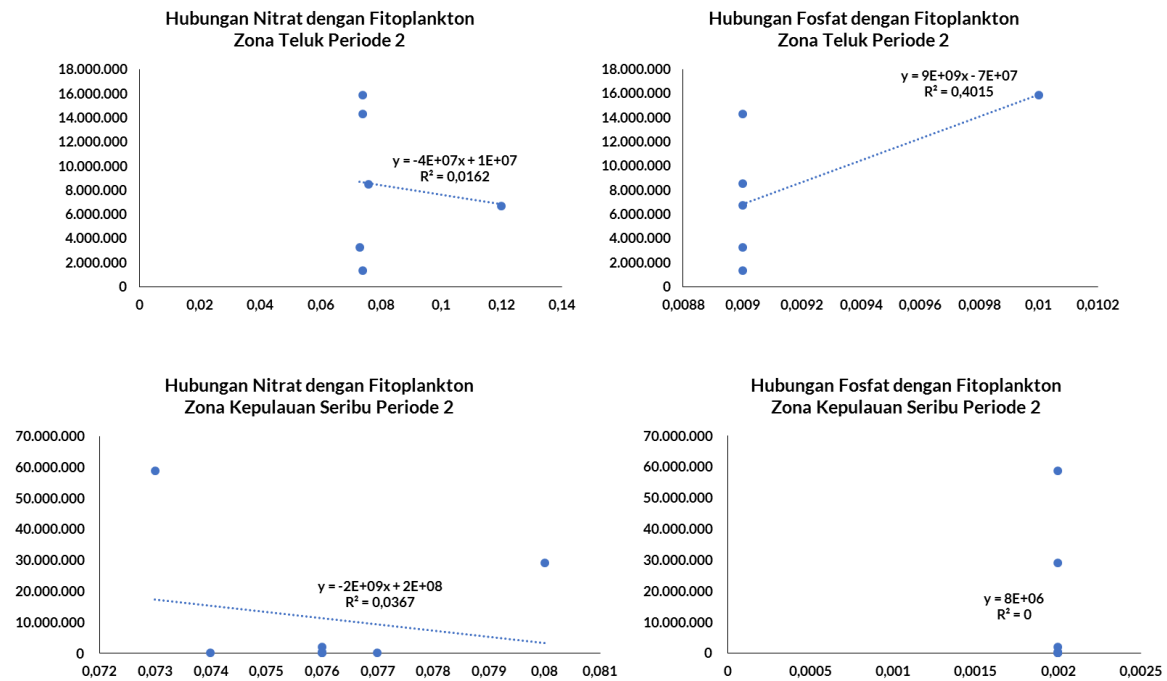 Hubungan Nitrat dengan Fitoplankton
Zona Teluk Periode 2
18.000.000
16.000.000
14.000.000
12.000.000
10.000.000
8.000.000
6.000.000
4.000.000
2.000.000
0
y = -4E+07x + 1E+07
R² = 0,0162
0 0,02 0,04 0,06 0,08 0,1 0,12 0,14
Hubungan Fosfat dengan Fitoplankton
Zona Teluk Periode 2
18.000.000
16.000.000
14.000.000
12.000.000
10.000.000
8.000.000
6.000.000
4.000.000
2.000.000
0
y = 9E+09x - 7E+07
R² = 0,4015
0,0088 0,009 0,0092 0,0094 0,0096 0,0098 0,01 0,0102
Hubungan Nitrat dengan Fitoplankton
Zona Kepulauan Seribu Periode 2
70.000.000
60.000.000
50.000.000
40.000.000
30.000.000
20.000.000
10.000.000
0
y = -2E+09x + 2E+08
R² = 0,0367
0,072 0,073 0,074 0,075 0,076 0,077 0,078 0,079 0,08 0,081
Hubungan Fosfat dengan Fitoplankton
Zona Kepulauan Seribu Periode 2
70.000.000
60.000.000
50.000.000
40.000.000
30.000.000
20.000.000
10.000.000
0
y = 8E+06
R² = 0
0 0,0005 0,001 0,0015 0,002 0,0025